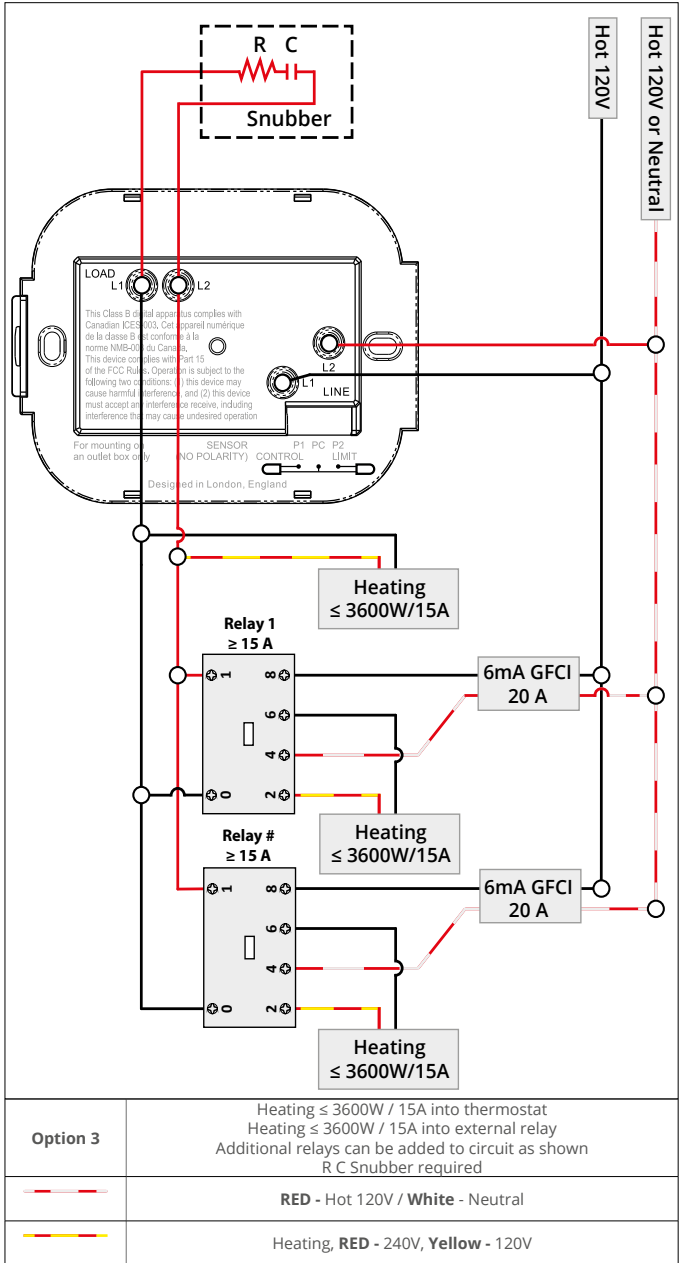 R C
Snubber
Hot 120V
Hot 120V or Neutral
LOAD
L1
L2
This Class B digital apparatus complies with
Canadian ICES-003, Cet appareil numérique
de la classe B est conforme à la
norme NMB-003 du Canada,
This device complies with Part 15
of the FCC Rules. Operation is subject to the
following two conditions: (1) this device may
cause harmful interference, and (2) this device
must accept any interference receive, including
interference that may cause undesired operation
L2
L1
LINE
For mounting on
an outlet box only
SENSOR
(NO POLARITY)
P1 PC P2
CONTROL LIMIT
Designed in London, England
Heating
≤ 3600W/15A
Relay 1
≥ 15 A
1
8
6
4
0
2
6mA GFCI
20 A
Heating
≤ 3600W/15A
Relay #
≥ 15 A
1
8
6
4
0
2
6mA GFCI
20 A
Heating
≤ 3600W/15A
Option 3
Heating ≤ 3600W / 15A into thermostat
Heating ≤ 3600W / 15A into external relay
Additional relays can be added to circuit as shown
R C Snubber required
RED - Hot 120V / White - Neutral
Heating, RED - 240V, Yellow - 120V